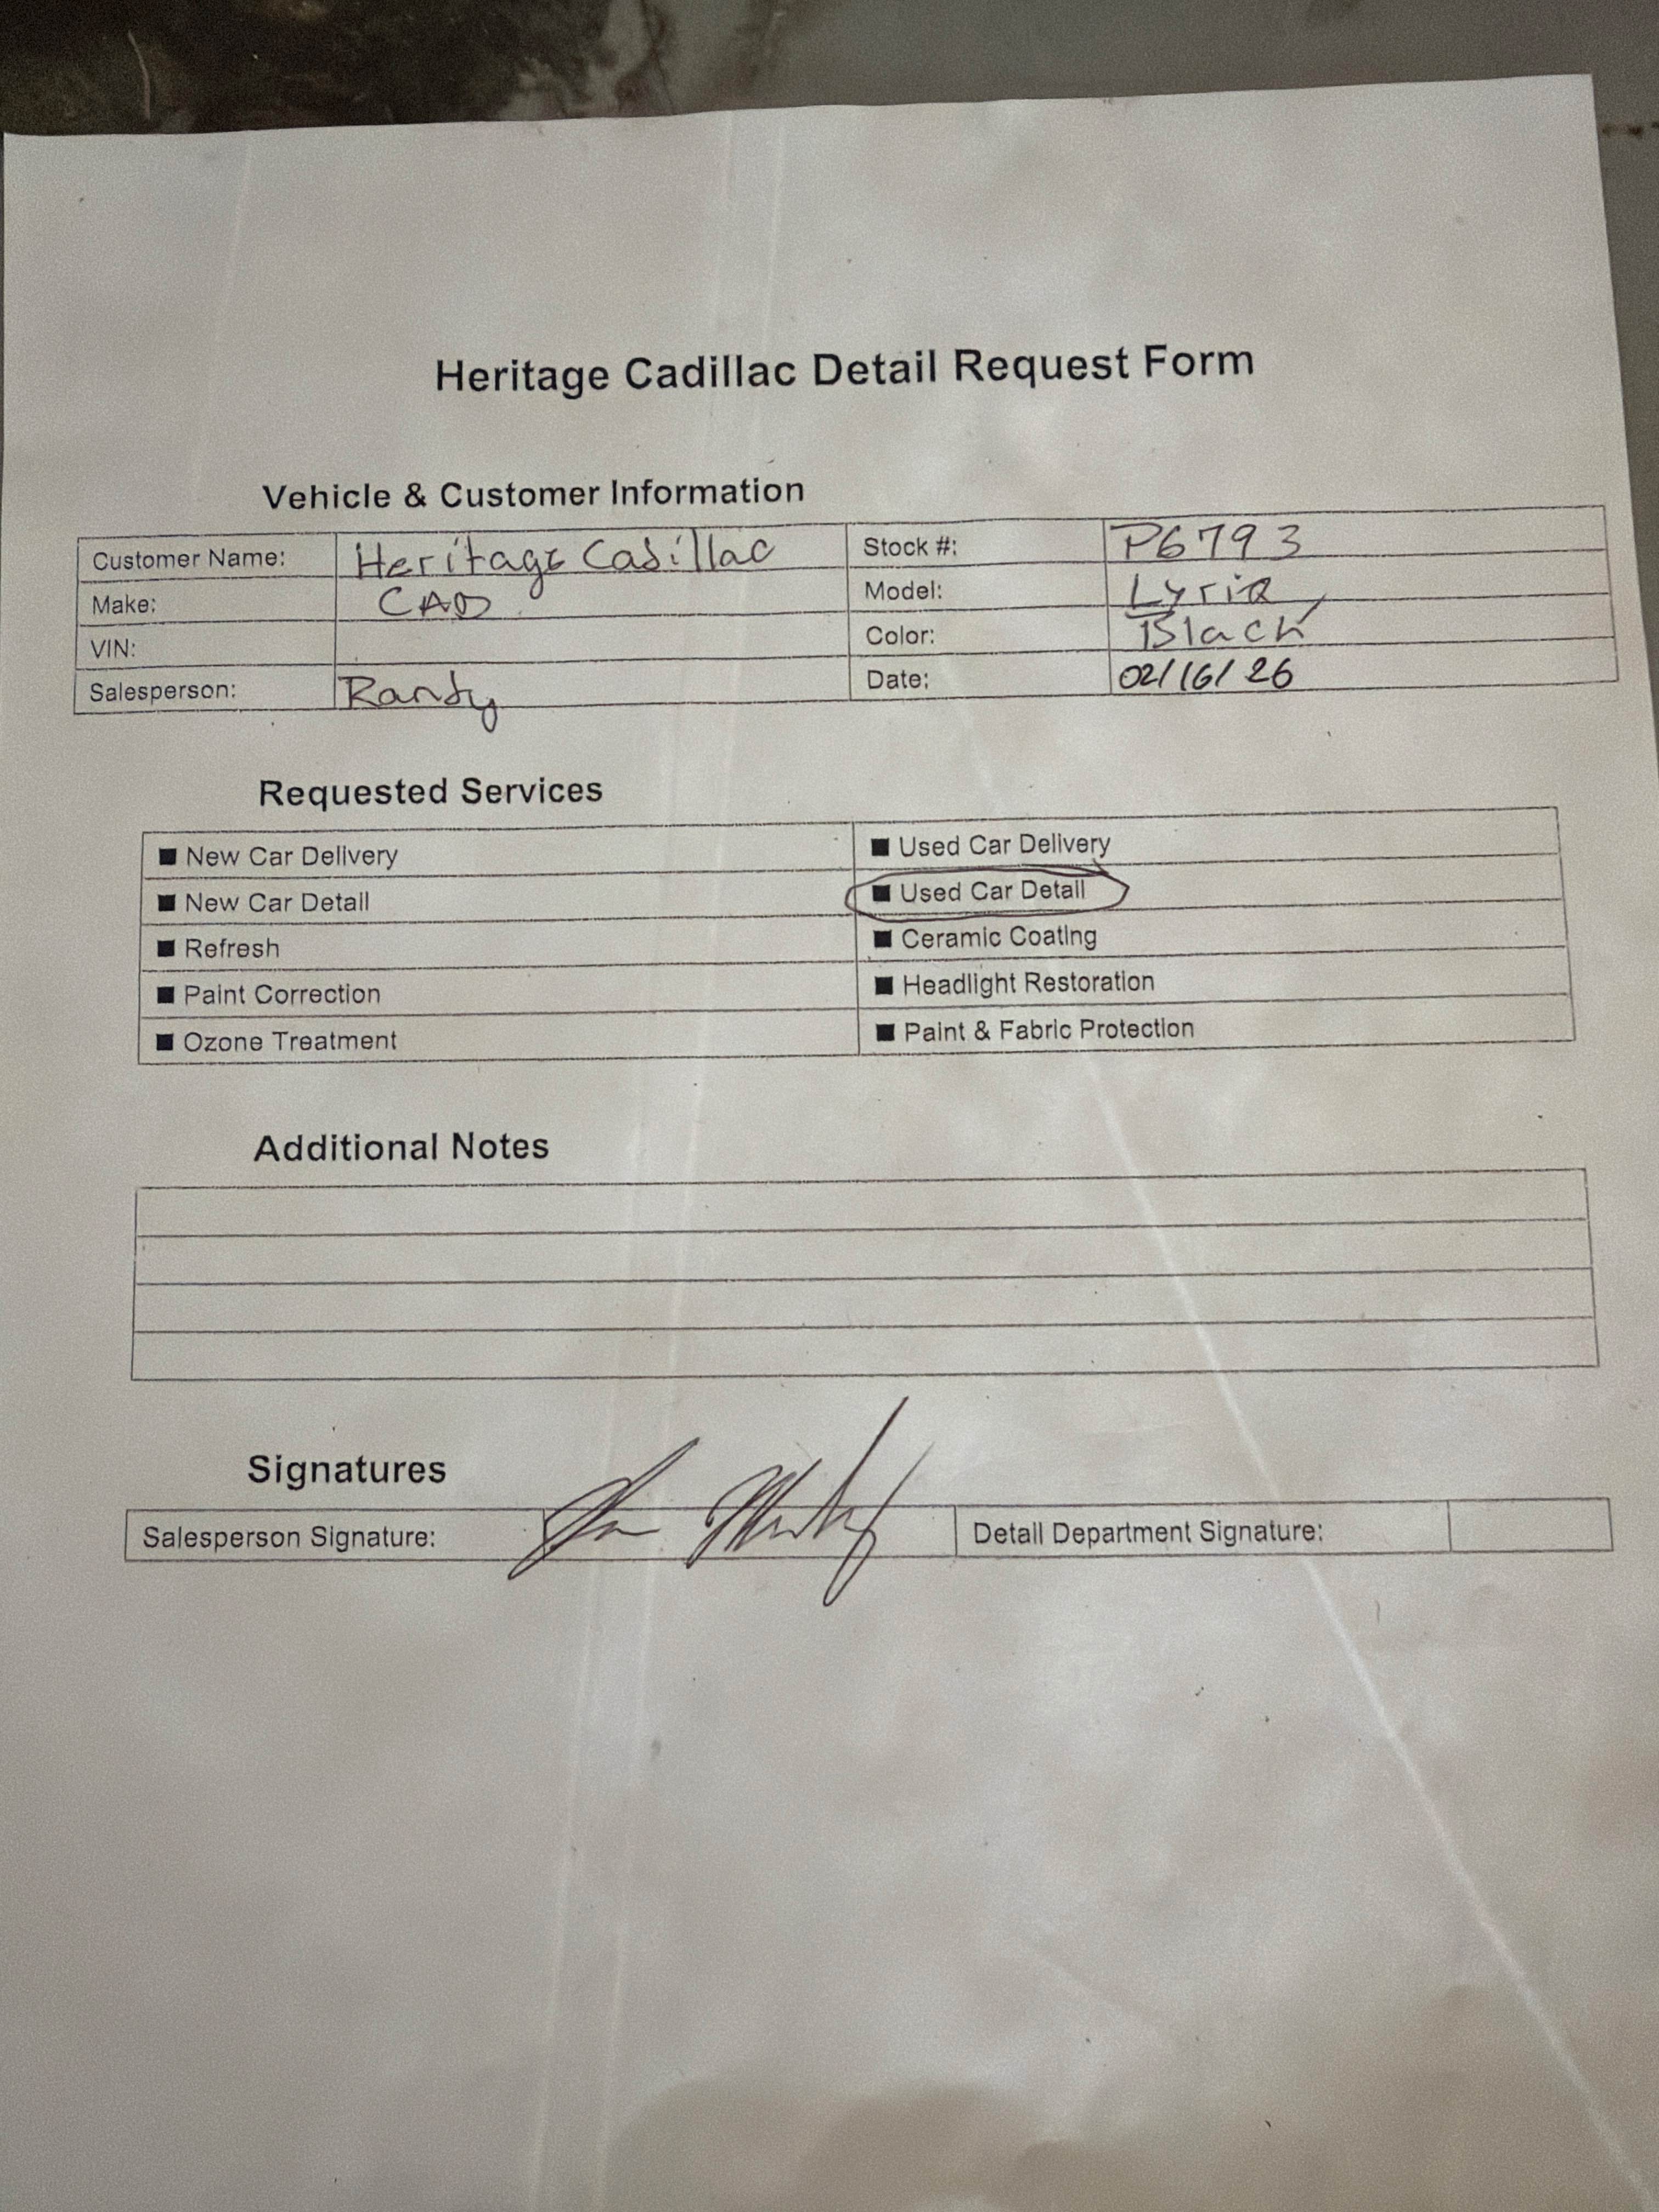 Heritage Cadillac Detail Request Form
Vehicle & Customer Information
Customer Name: Heritage Cadillac Stock #: P6793
Make: CAD Model: Lyriq
VIN: Color: Black
Salesperson: Randy Date: 02/16/26
Requested Services
■ New Car Delivery ■ Used Car Delivery
■ New Car Detail ■ Used Car Detail
■ Refresh ■ Ceramic Coating
■ Paint Correction ■ Headlight Restoration
■ Ozone Treatment ■ Paint & Fabric Protection
Additional Notes
Signatures
Salesperson Signature: Detail Department Signature: